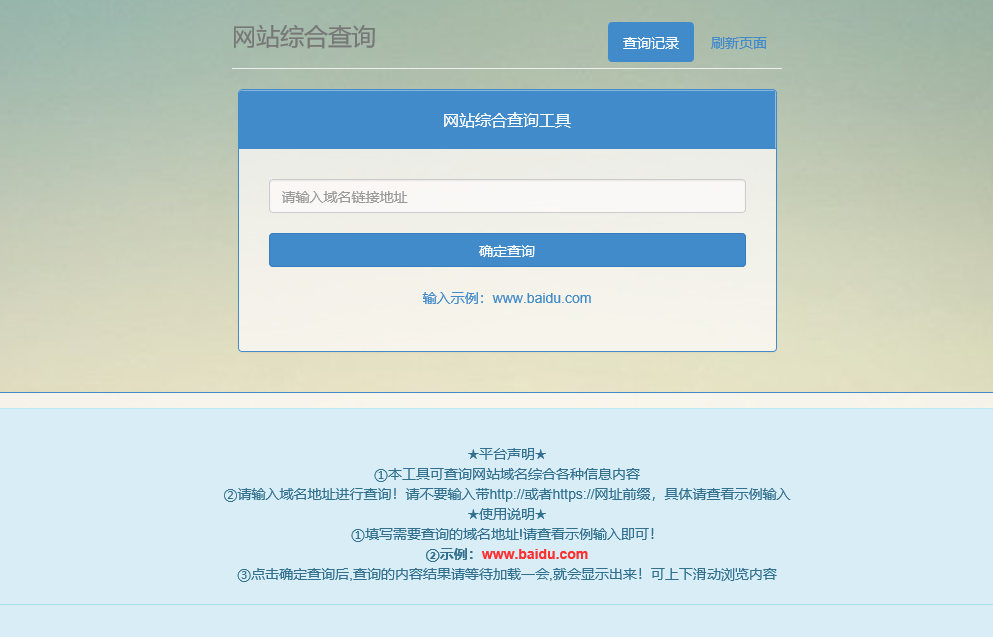 网站综合查询
查询记录
刷新页面
网站综合查询工具
请输入域名链接地址
确定查询
输入示例：www.baidu.com
★平台声明★
①本工具可查询网站域名综合各种信息内容
②请输入域名地址进行查询！请不要输入带http://或者https://网址前缀，具体请查看示例输入
★使用说明★
①填写需要查询的域名地址!请查看示例输入即可！
②示例：www.baidu.com
③点击确定查询后,查询的内容结果请等待加载一会,就会显示出来！可上下滑动浏览内容